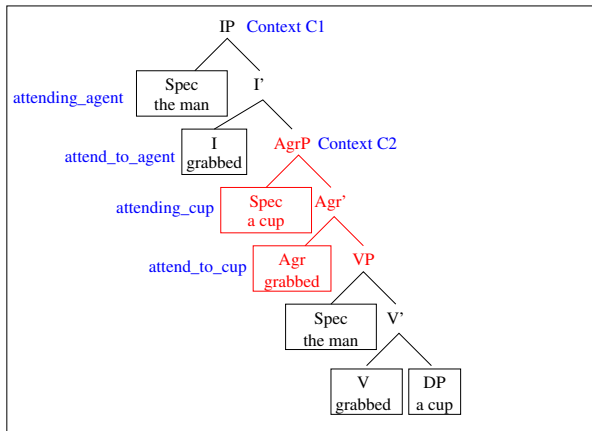 IP Context C1
Spec I’
attending_agent the man
I AgrP Context C2
attend_to_agent grabbed
Spec Agr’
attending_cup a cup
attend_to_cup Agr VP
grabbed
Spec V’
the man
V DP
grabbed a cup